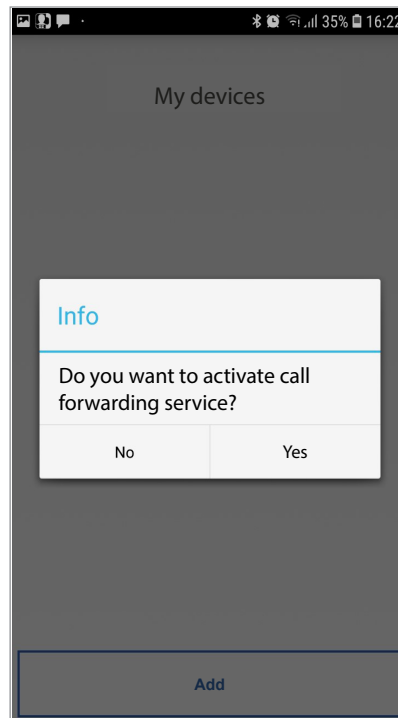 35% 16:22
My devices
Info
Do you want to activate call
forwarding service?
No Yes
Add